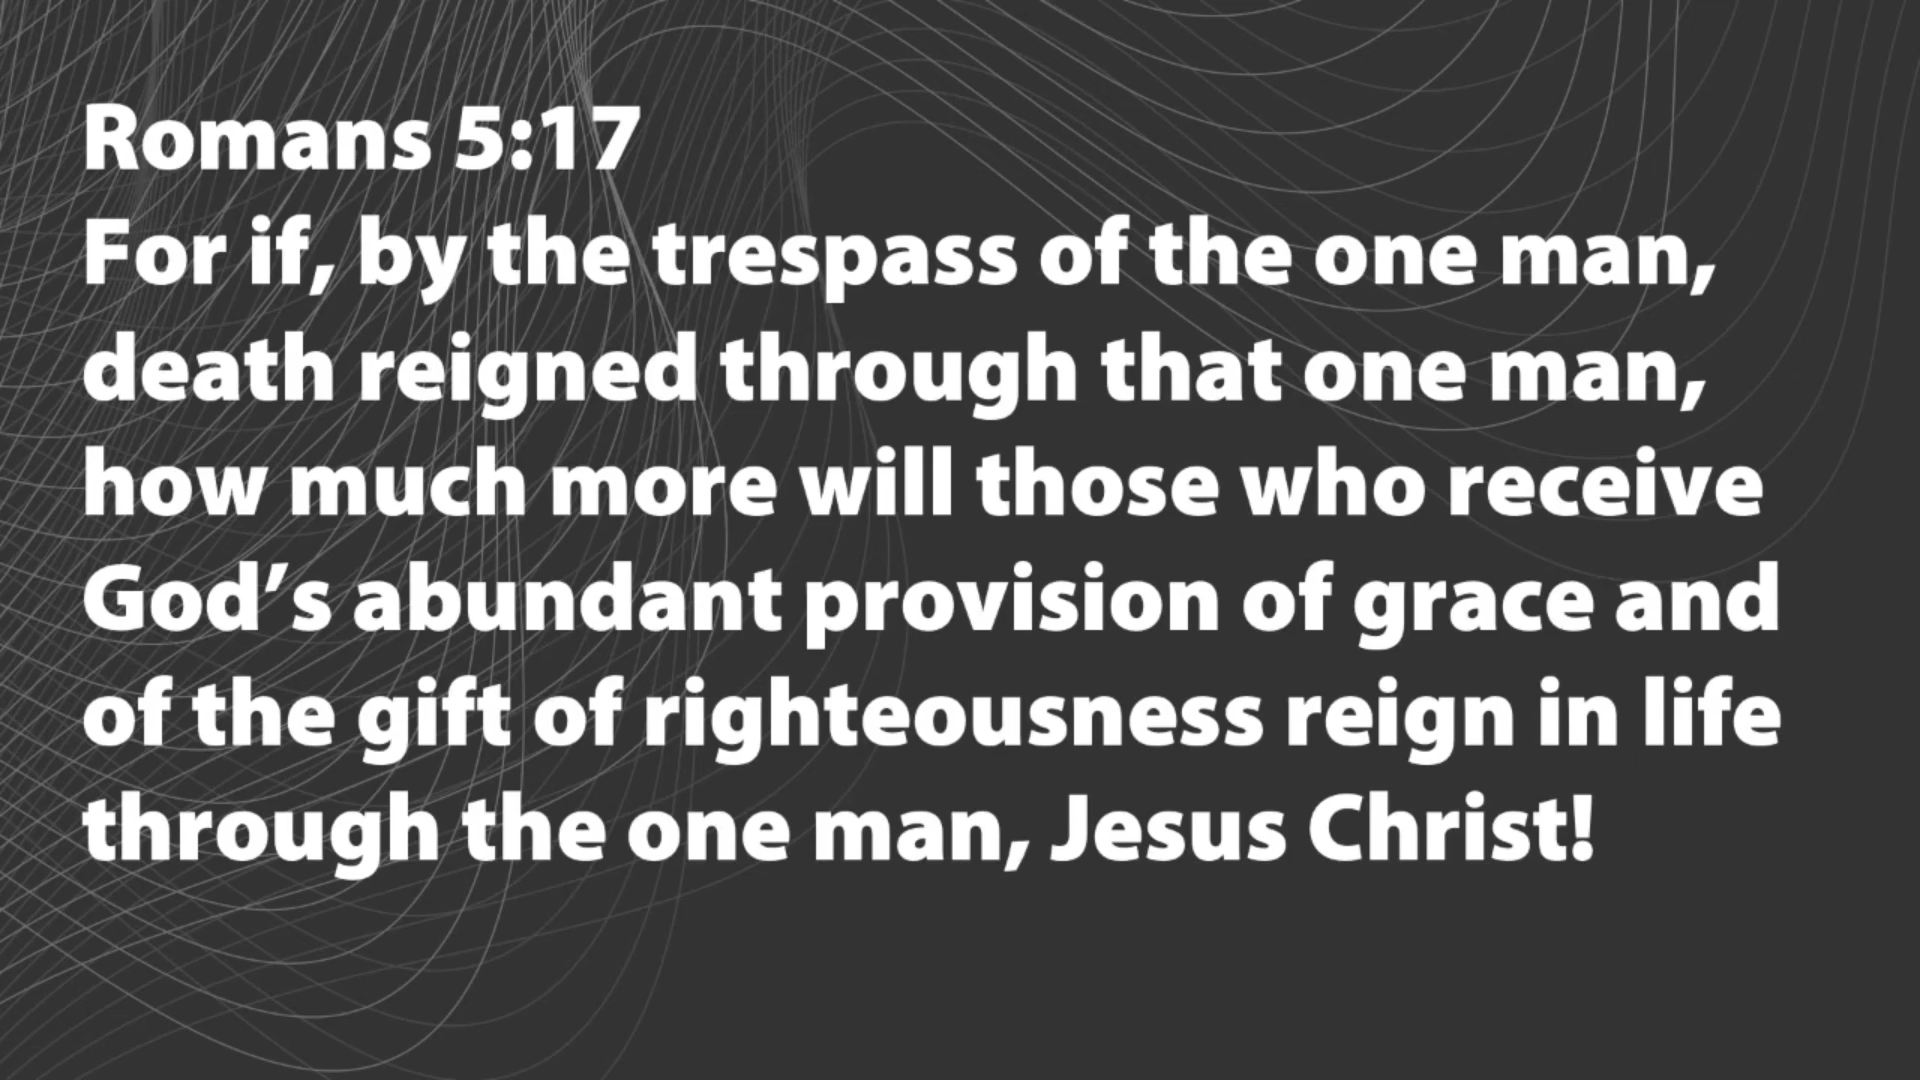 Romans 5:17
For if, by the trespass of the one man,
death reigned through that one man,
how much more will those who receive
God’s abundant provision of grace and
of the gift of righteousness reign in life
through the one man, Jesus Christ!